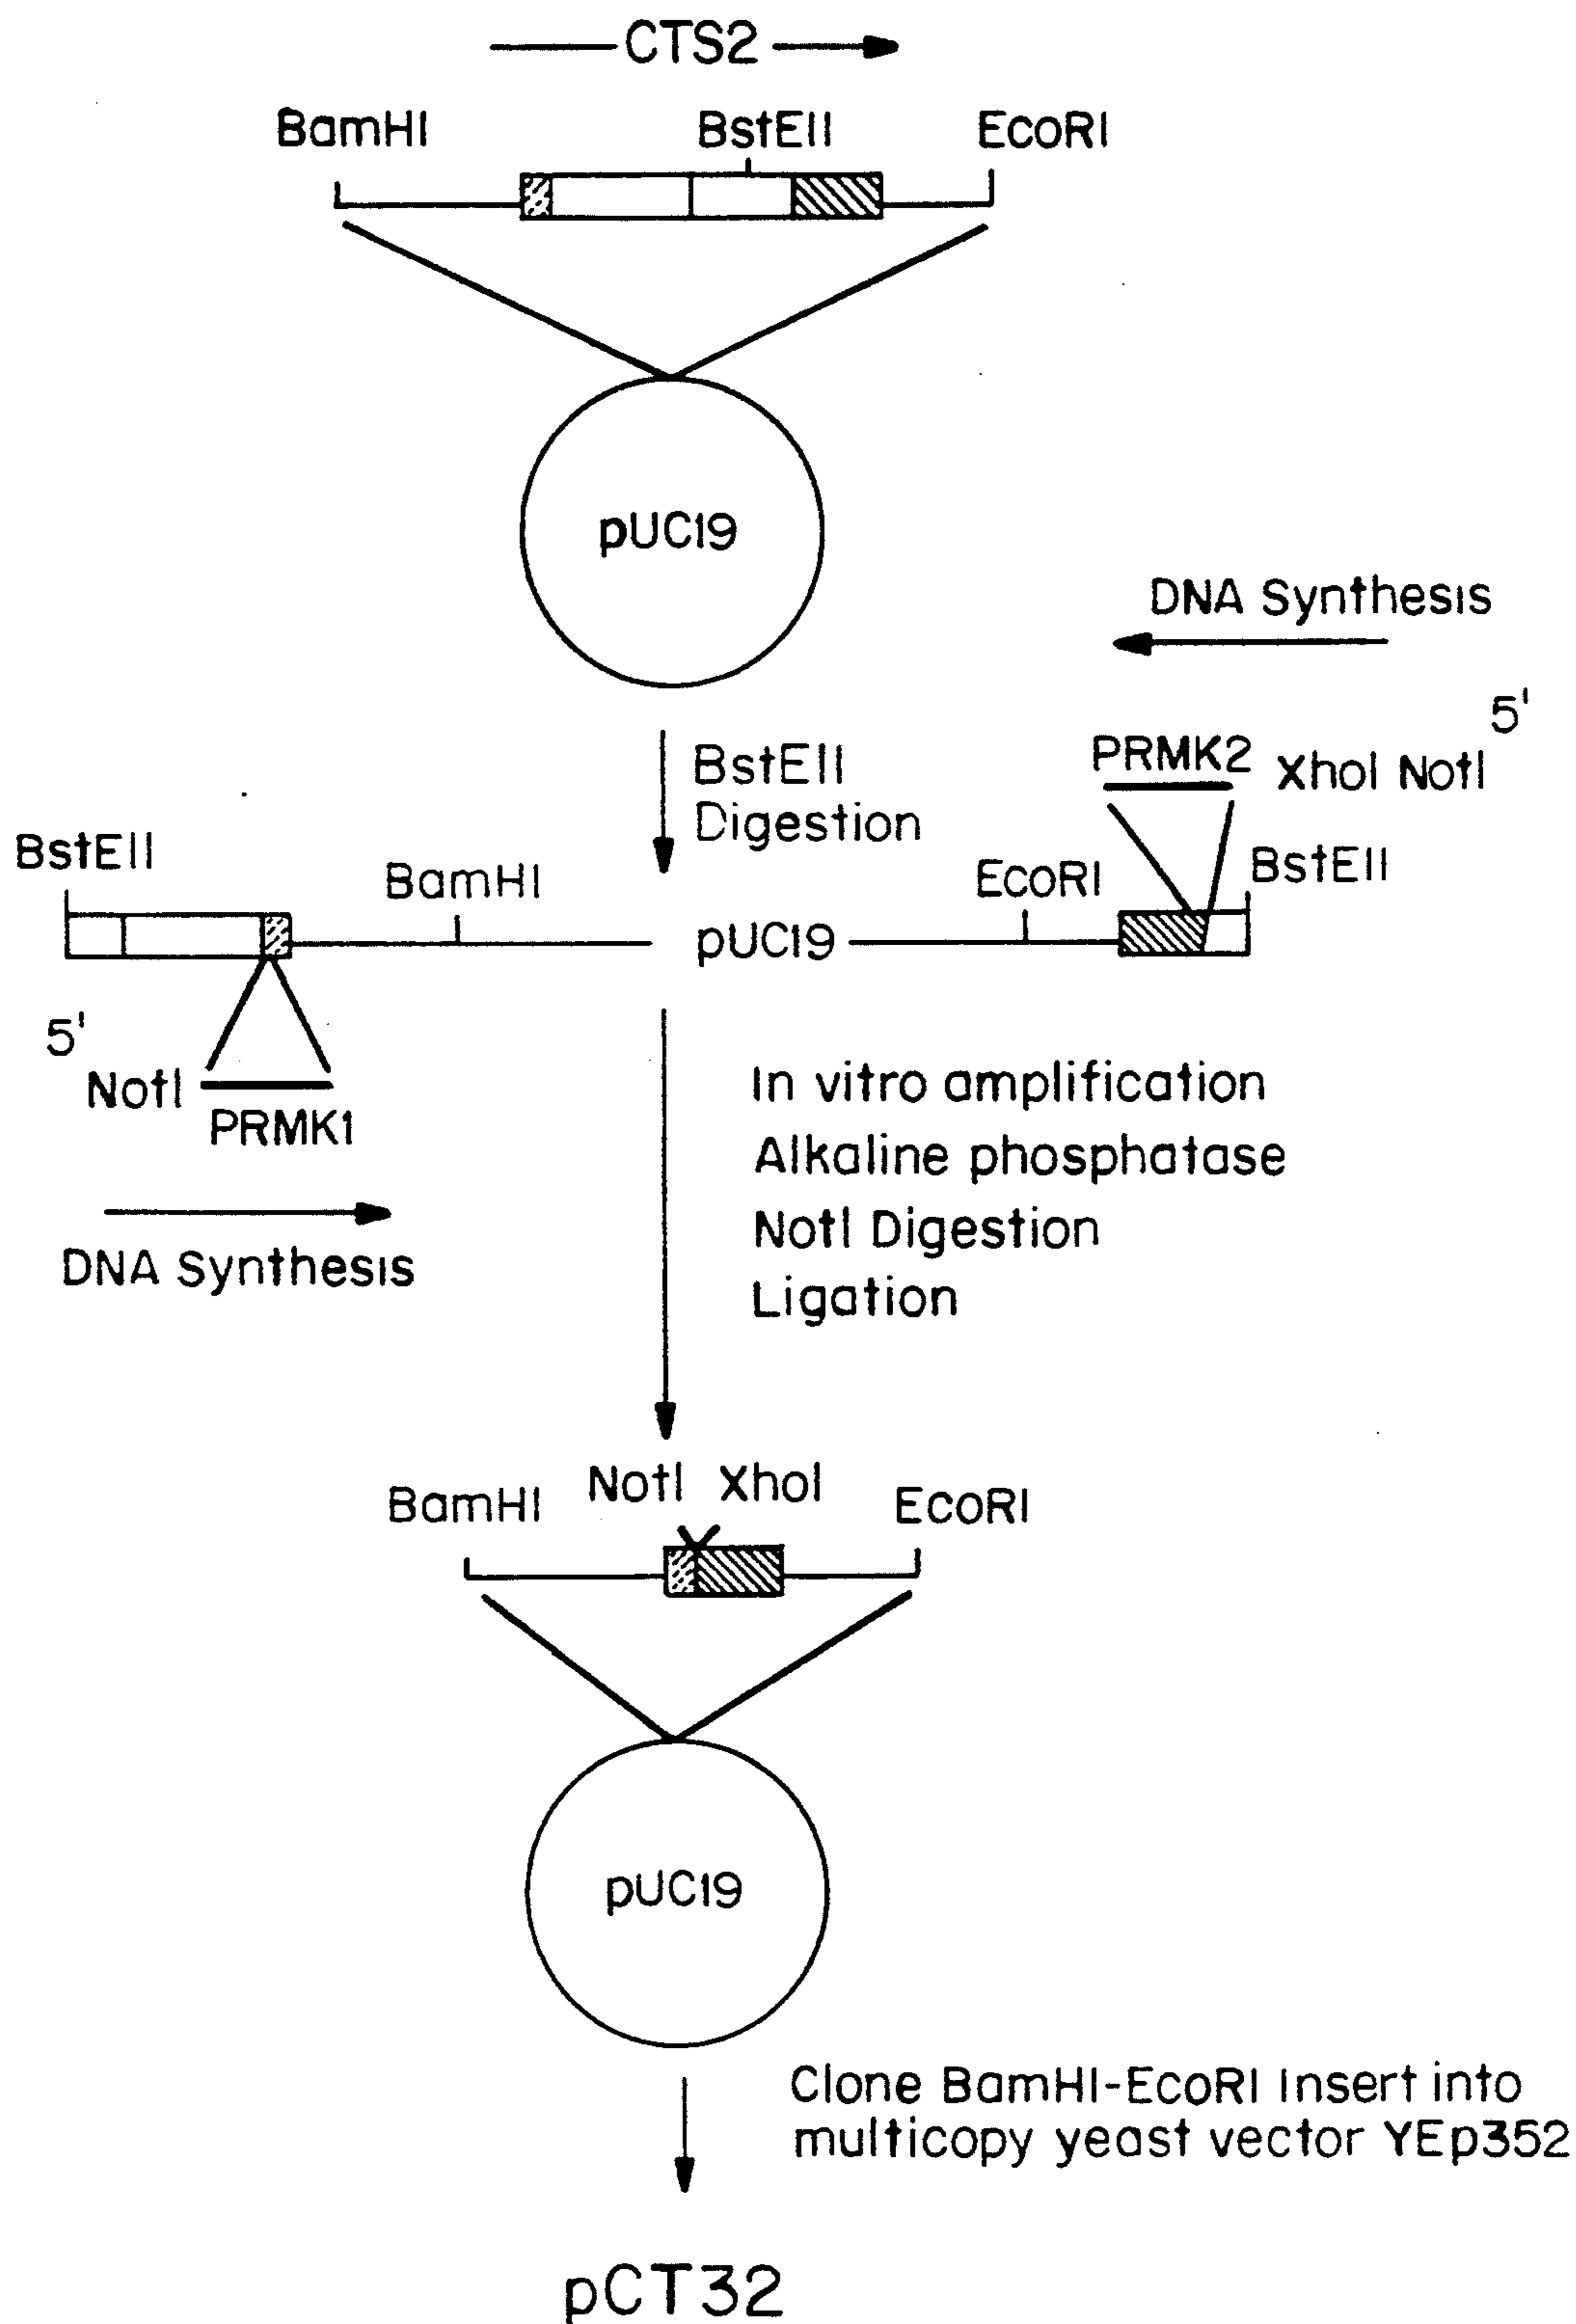 CTS2
BamHI
BstEII
EcoRI
pUC19
DNA Synthesis
5'
BstEII
Digestion
PRMK2
XhoI NotI
BstEII
BamHI
EcoRI
BstEII
pUC19
5'
NotI
PRMK1
DNA Synthesis
In vitro amplification
Alkaline phosphatase
NotI Digestion
Ligation
BamHI
NotI XhoI
EcoRI
pUC19
Clone BamHI-EcoRI Insert into
multicopy yeast vector YEp352
pCT32